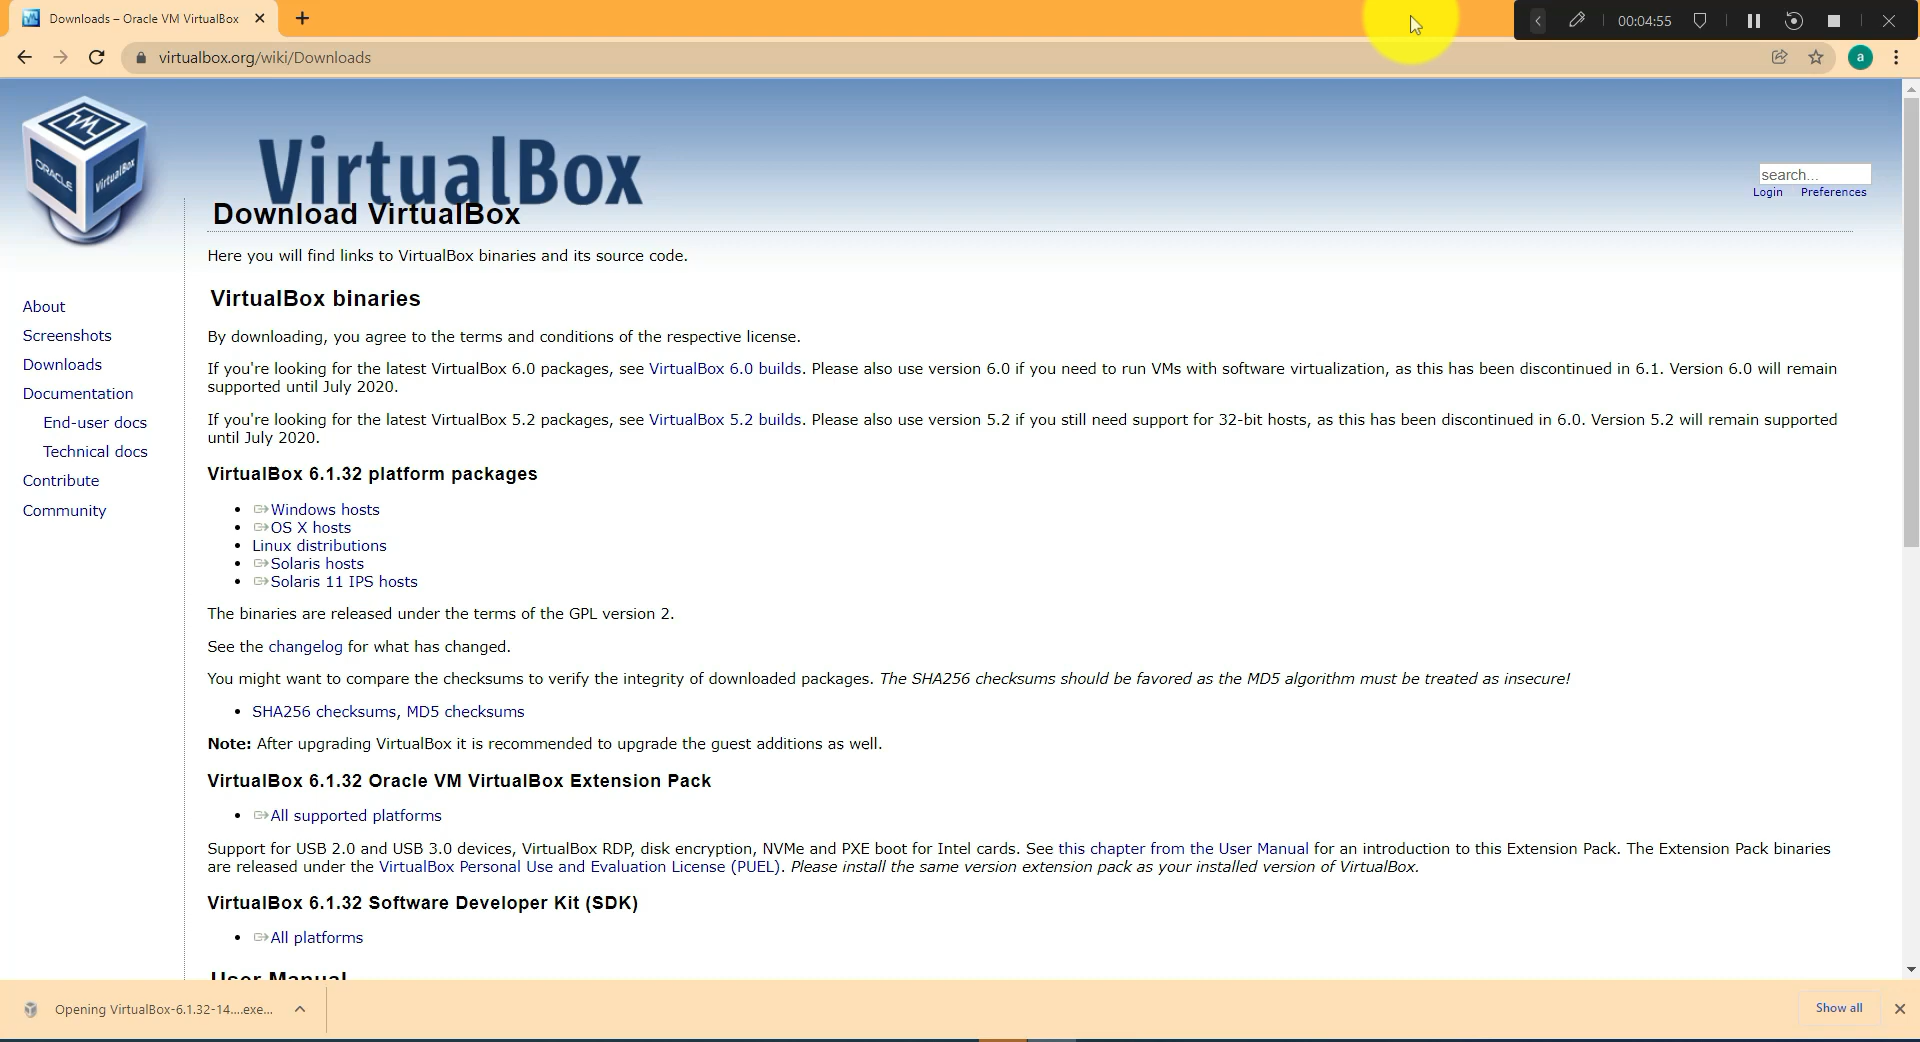 Downloads – Oracle VM VirtualBox
00:04:55
virtualbox.org/wiki/Downloads
a
ORACLE
VirtualBox
VirtualBox
search...
Login Preferences
Download VirtualBox
Here you will find links to VirtualBox binaries and its source code.
About
Screenshots
Downloads
Documentation
End-user docs
Technical docs
Contribute
Community
VirtualBox binaries
By downloading, you agree to the terms and conditions of the respective license.
If you're looking for the latest VirtualBox 6.0 packages, see VirtualBox 6.0 builds. Please also use version 6.0 if you need to run VMs with software virtualization, as this has been discontinued in 6.1. Version 6.0 will remain
supported until July 2020.
If you're looking for the latest VirtualBox 5.2 packages, see VirtualBox 5.2 builds. Please also use version 5.2 if you still need support for 32-bit hosts, as this has been discontinued in 6.0. Version 5.2 will remain supported
until July 2020.
VirtualBox 6.1.32 platform packages
Windows hosts
OS X hosts
Linux distributions
Solaris hosts
Solaris 11 IPS hosts
The binaries are released under the terms of the GPL version 2.
See the changelog for what has changed.
You might want to compare the checksums to verify the integrity of downloaded packages. The SHA256 checksums should be favored as the MD5 algorithm must be treated as insecure!
SHA256 checksums, MD5 checksums
Note: After upgrading VirtualBox it is recommended to upgrade the guest additions as well.
VirtualBox 6.1.32 Oracle VM VirtualBox Extension Pack
All supported platforms
Support for USB 2.0 and USB 3.0 devices, VirtualBox RDP, disk encryption, NVMe and PXE boot for Intel cards. See this chapter from the User Manual for an introduction to this Extension Pack. The Extension Pack binaries
are released under the VirtualBox Personal Use and Evaluation License (PUEL). Please install the same version extension pack as your installed version of VirtualBox.
VirtualBox 6.1.32 Software Developer Kit (SDK)
All platforms
User Manual
Opening VirtualBox-6.1.32-14....exe...
Show all